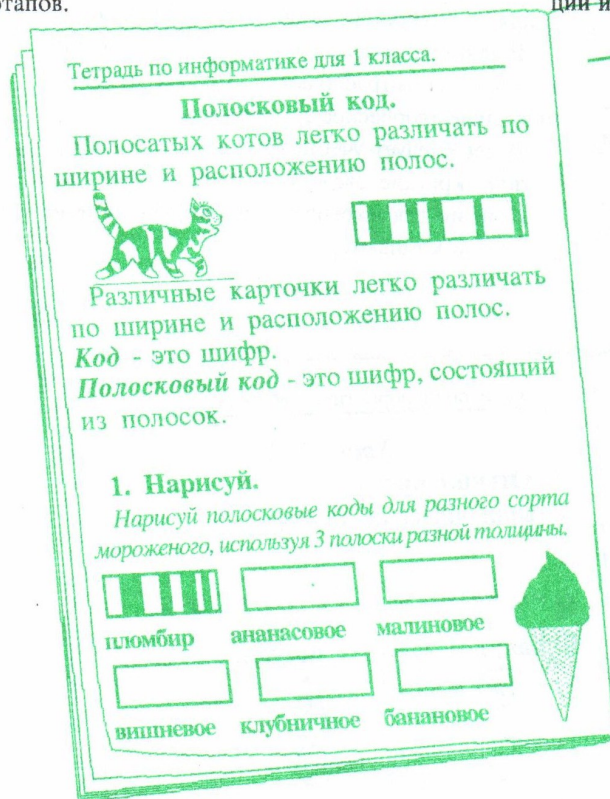 отапов.
ции и
Тетрадь по информатике для 1 класса.
Полосковый код.
Полосатых котов легко различать по
ширине и расположению полос.
Различные карточки легко различать
по ширине и расположению полос.
Код - это шифр.
Полосковый код - это шифр, состоящий
из полосок.
1. Нарисуй.
Нарисуй полосковые коды для разного сорта
мороженого, используя 3 полоски разной толщины.
пломбир ананасовое малиновое
вишневое клубничное банановое